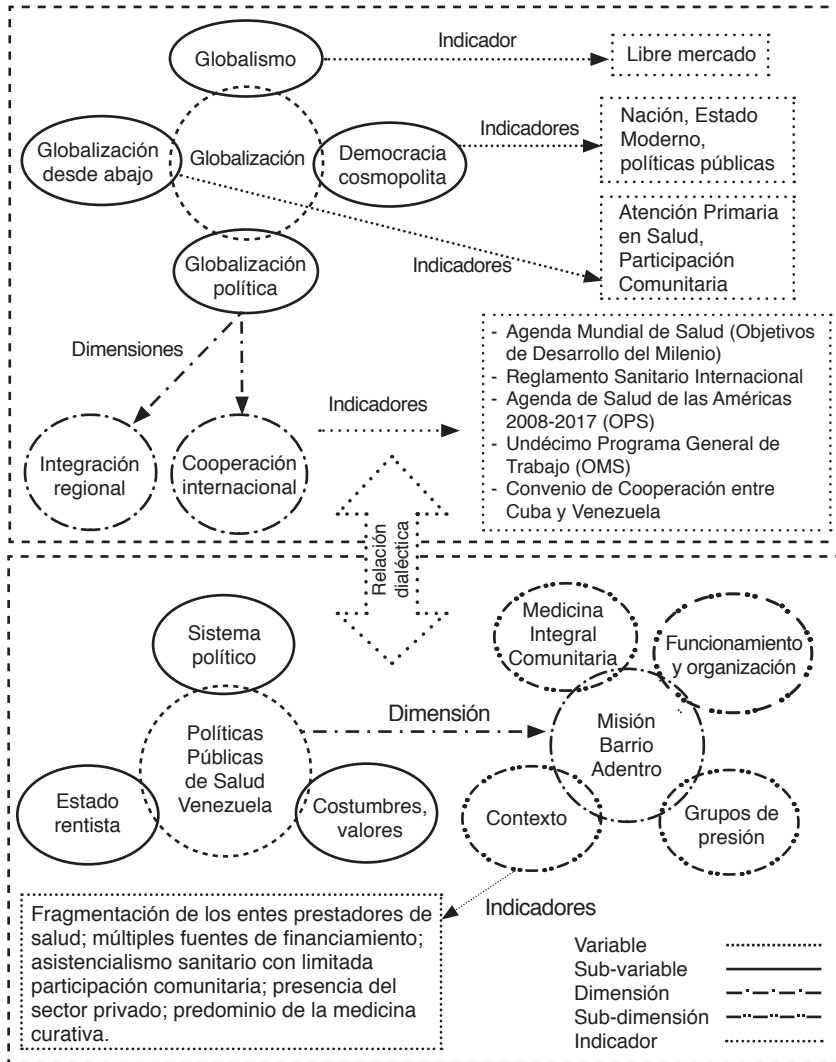 Globalismo
Indicador
Libre mercado
Globalización
desde abajo
Globalización
Democracia
cosmopolita
Indicadores
Nación, Estado
Moderno,
políticas públicas
Globalización
política
Indicadores
Atención Primaria
en Salud,
Participación
Comunitaria
Dimensiones
Integración
regional
Cooperación
internacional
Indicadores
- Agenda Mundial de Salud (Objetivos
de Desarrollo del Milenio)
- Reglamento Sanitario Internacional
- Agenda de Salud de las Américas
2008-2017 (OPS)
- Undécimo Programa General de
Trabajo (OMS)
- Convenio de Cooperación entre
Cuba y Venezuela
Relación
dialéctica
Sistema
político
Políticas
Públicas
de Salud
Venezuela
Estado
rentista
Costumbres,
valores
Dimensión
Medicina
Integral
Comunitaria
Funcionamiento
y organización
Misión
Barrio
Adentro
Contexto
Grupos de
presión
Indicadores
Fragmentación de los entes prestadores de
salud; múltiples fuentes de financiamiento;
asistencialismo sanitario con limitada
participación comunitaria; presencia del
sector privado; predominio de la medicina
curativa.
Variable
Sub-variable
Dimensión
Sub-dimensión
Indicador